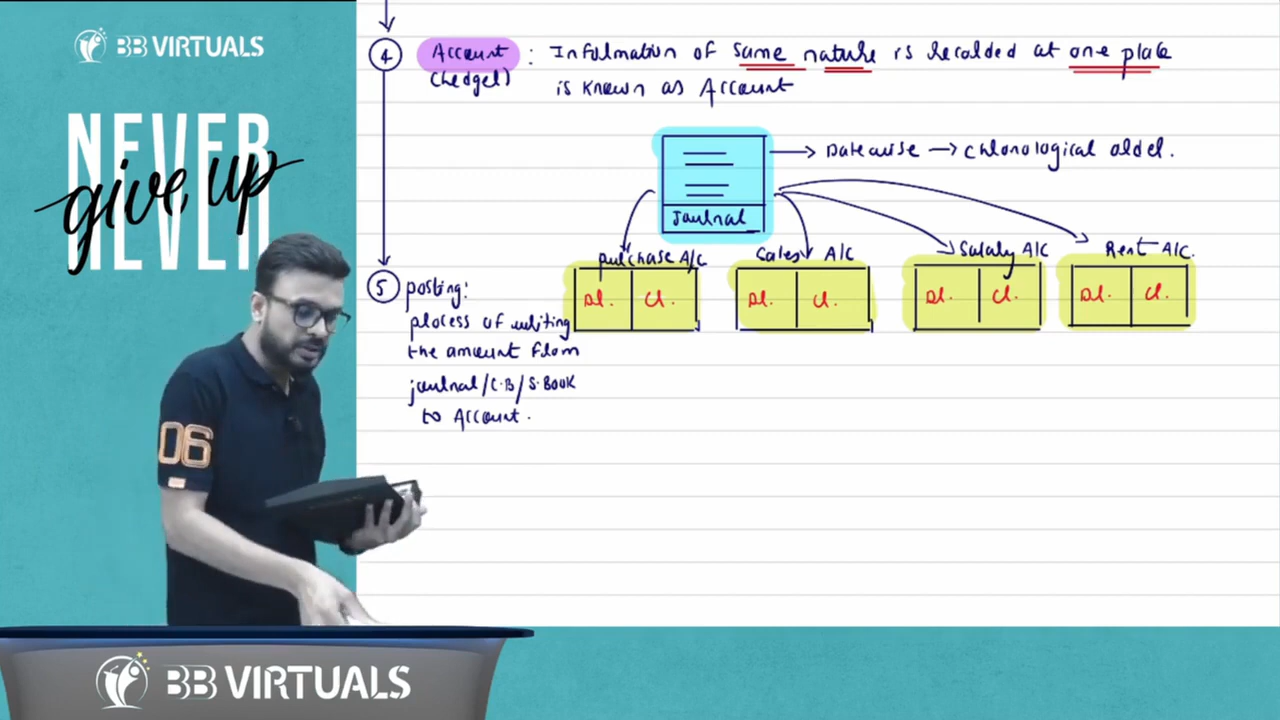 BB VIRTUALS
NEVER
give up
NEVER
06
BB VIRTUALS
4 Account : Information of same nature is recorded at one place
(Ledger) is known as Account
Datewise → chronological order.
Journal
Purchase A/C Sales A/C Salary A/C Rent A/C.
Dr. Cr. Dr. Cr. Dr. Cr. Dr. Cr.
5 posting:
process of writing
the amount from
journal/C.B/S.Book
to Account.